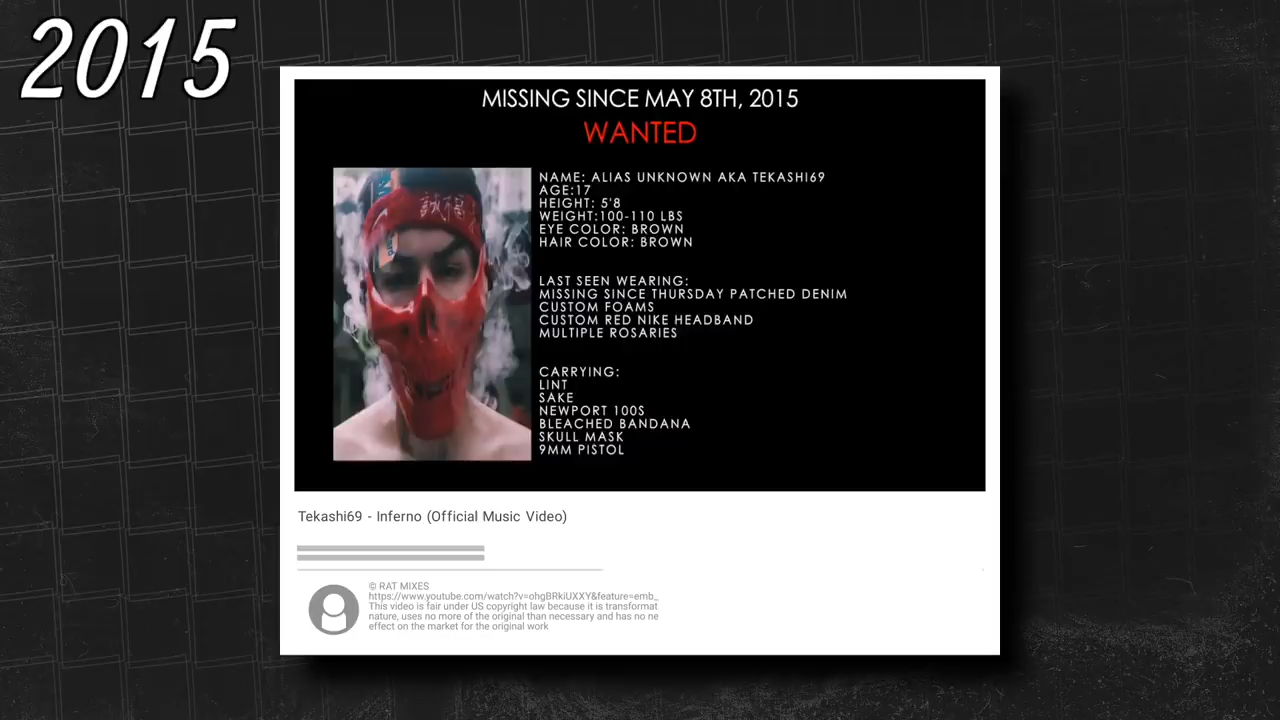 2015
MISSING SINCE MAY 8TH, 2015
WANTED
NAME: ALIAS UNKNOWN AKA TEKASHI69
AGE:17
HEIGHT: 5'8
WEIGHT:100-110 LBS
EYE COLOR: BROWN
HAIR COLOR: BROWN
LAST SEEN WEARING:
MISSING SINCE THURSDAY PATCHED DENIM
CUSTOM FOAMS
CUSTOM RED NIKE HEADBAND
MULTIPLE ROSARIES
CARRYING:
LINT
SAKE
NEWPORT 100S
BLEACHED BANDANA
SKULL MASK
9MM PISTOL
Tekashi69 - Inferno (Official Music Video)
© RAT MIXES
https://www.youtube.com/watch?v=ohgBRkiUXXY&feature=emb_
This video is fair under US copyright law because it is transformat
nature, uses no more of the original than necessary and has no ne
effect on the market for the original work